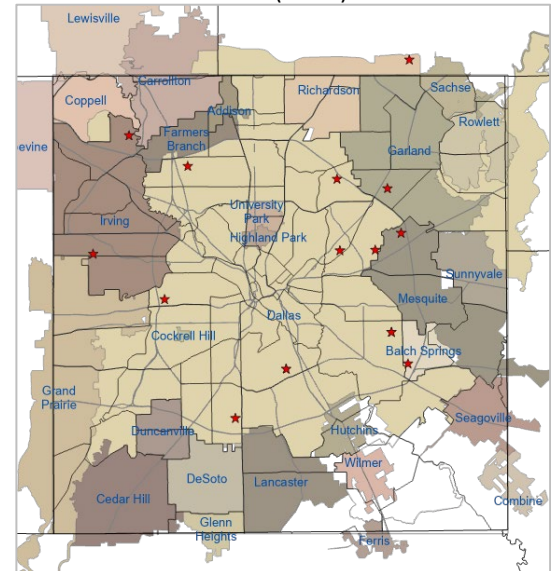 Lewisville
Carrollton
Coppell
Addison
Richardson
Sachse
Rowlett
Farmers
Branch
evine
Garland
University
Park
Irving
Highland Park
Sunnyvale
Mesquite
Dallas
Cockrell Hill
Balch Springs
Grand
Prairie
Seagoville
Duncanville
Hutchins
Wilmer
DeSoto
Lancaster
Cedar Hill
Combine
Glenn
Heights
Ferris